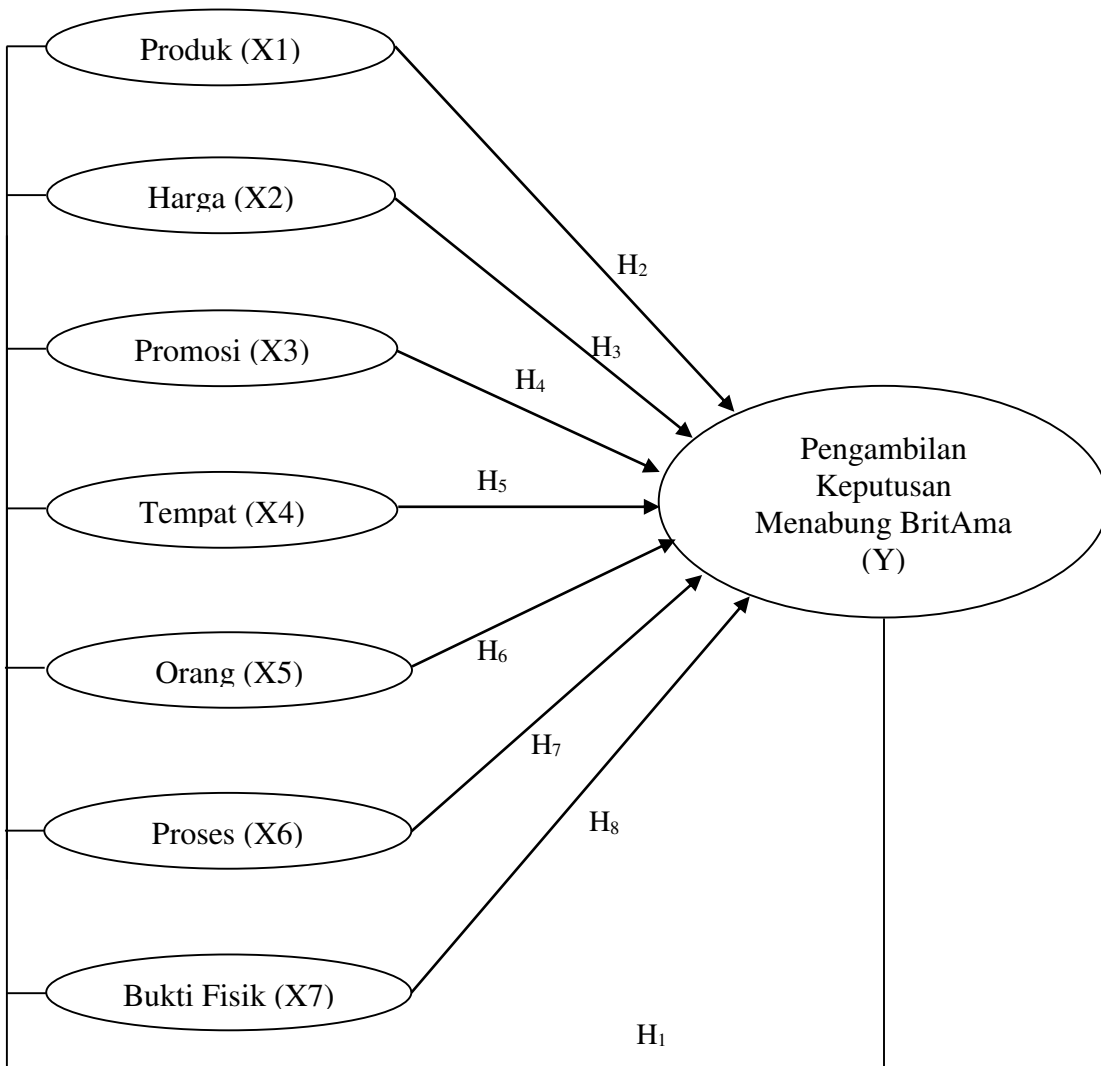 Produk (X1)
Harga (X2)
H2
Promosi (X3)
H3
H4
Pengambilan
Keputusan
Menabung BritAma
(Y)
Tempat (X4)
H5
Orang (X5)
H6
Proses (X6)
H7
H8
Bukti Fisik (X7)
H1